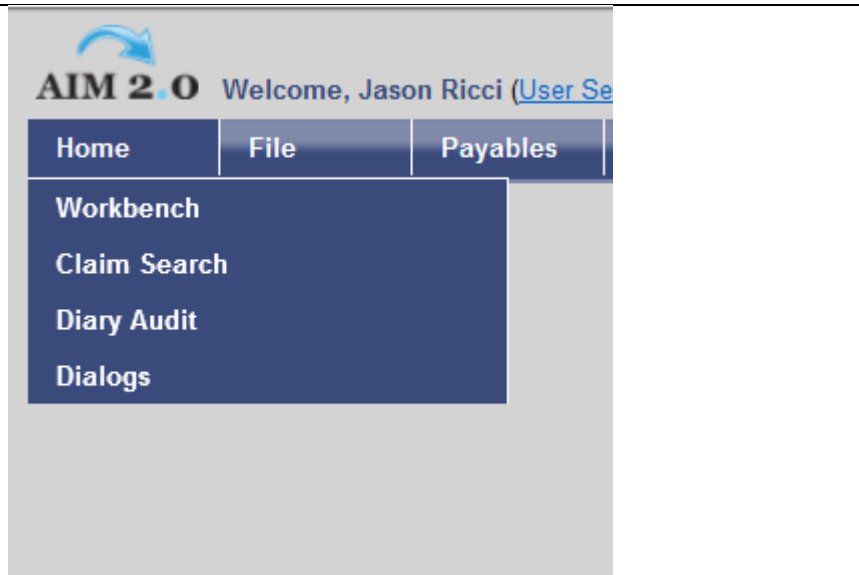 AIM 2.0 Welcome, Jason Ricci (User Se
Home File Payables
Workbench
Claim Search
Diary Audit
Dialogs